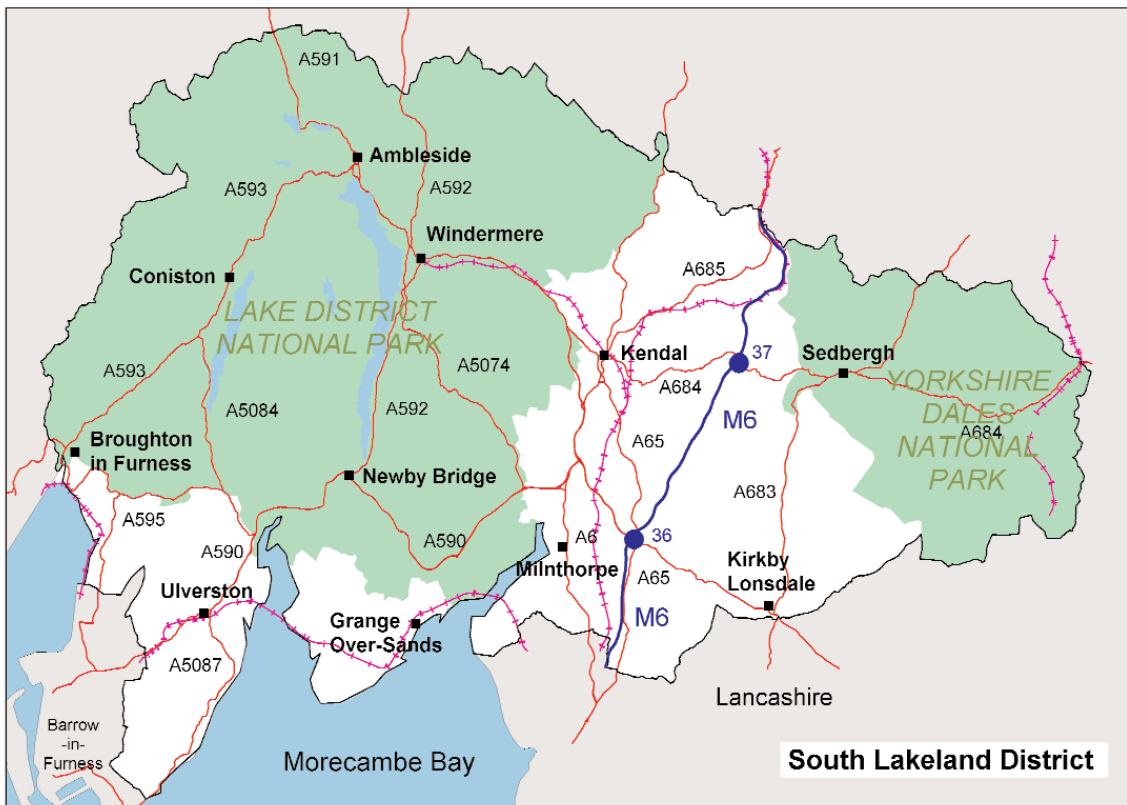 A591
Ambleside
A593
A592
Windermere
Coniston
A685
LAKE DISTRICT
NATIONAL PARK
Kendal
37
Sedbergh
A593
A5074
A684
YORKSHIRE
DALES
NATIONAL
PARK
A684
A5084
A592
M6
A65
Broughton
in Furness
Newby Bridge
A683
A595
A590
A590
A6
36
Milnthorpe
Kirkby
Lonsdale
A65
Ulverston
Grange
Over-Sands
M6
A5087
Lancashire
Barrow
-in-
Furness
Morecambe Bay
South Lakeland District